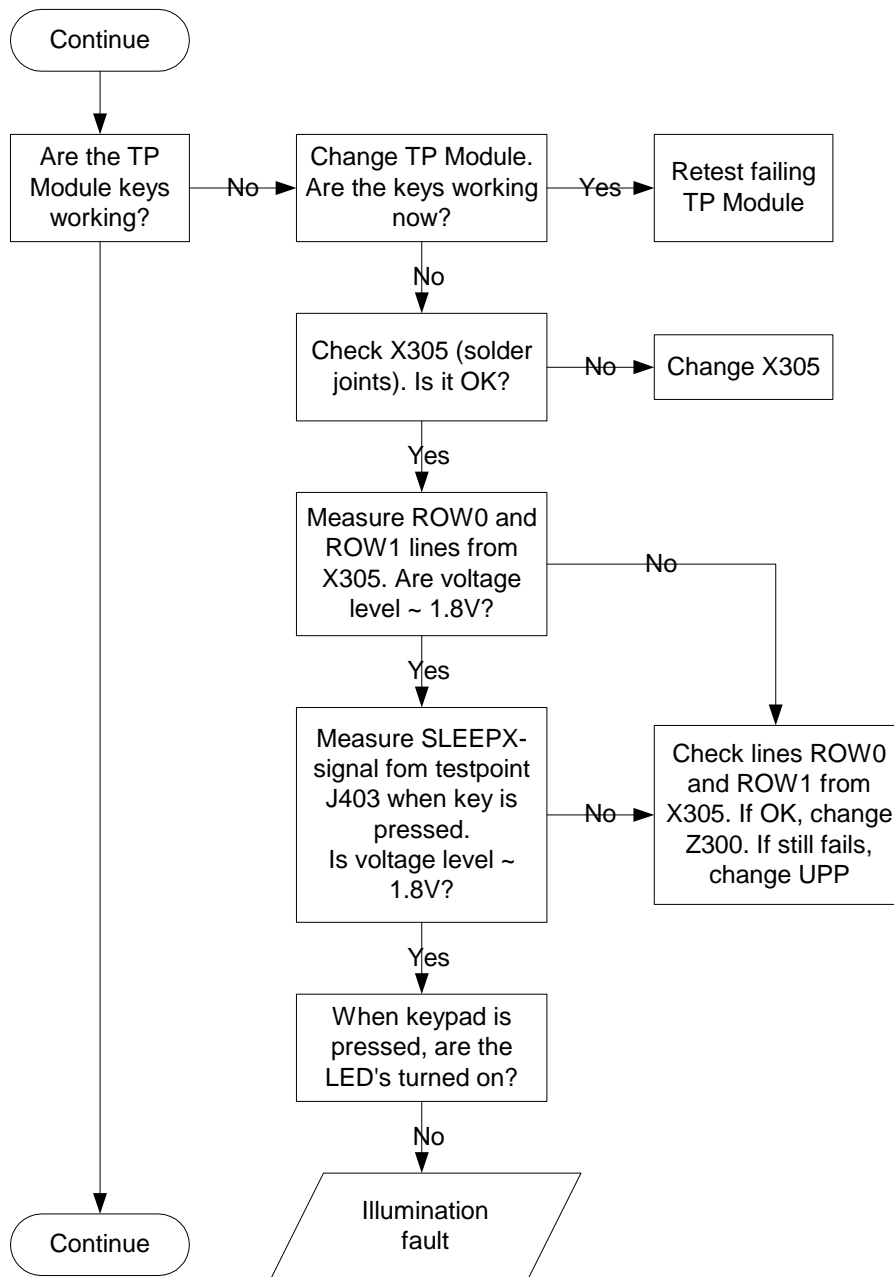 Continue
Are the TP
Module keys
working?
No
Change TP Module.
Are the keys working
now?
Yes
Retest failing
TP Module
No
Check X305 (solder
joints). Is it OK?
No
Change X305
Yes
Measure ROW0 and
ROW1 lines from
X305. Are voltage
level ~ 1.8V?
No
Yes
Measure SLEEPX-
signal fom testpoint
J403 when key is
pressed.
Is voltage level ~
1.8V?
No
Check lines ROW0
and ROW1 from
X305. If OK, change
Z300. If still fails,
change UPP
Yes
When keypad is
pressed, are the
LED's turned on?
No
Illumination
fault
Continue